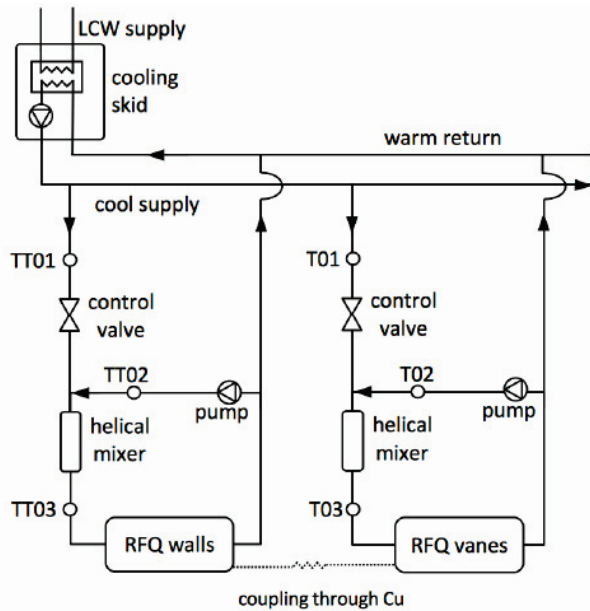 LCW supply
cooling
skid
warm return
cool supply
TT01
T01
control
valve
control
valve
TT02
T02
pump
pump
helical
mixer
helical
mixer
TT03
T03
RFQ walls
RFQ vanes
coupling through Cu